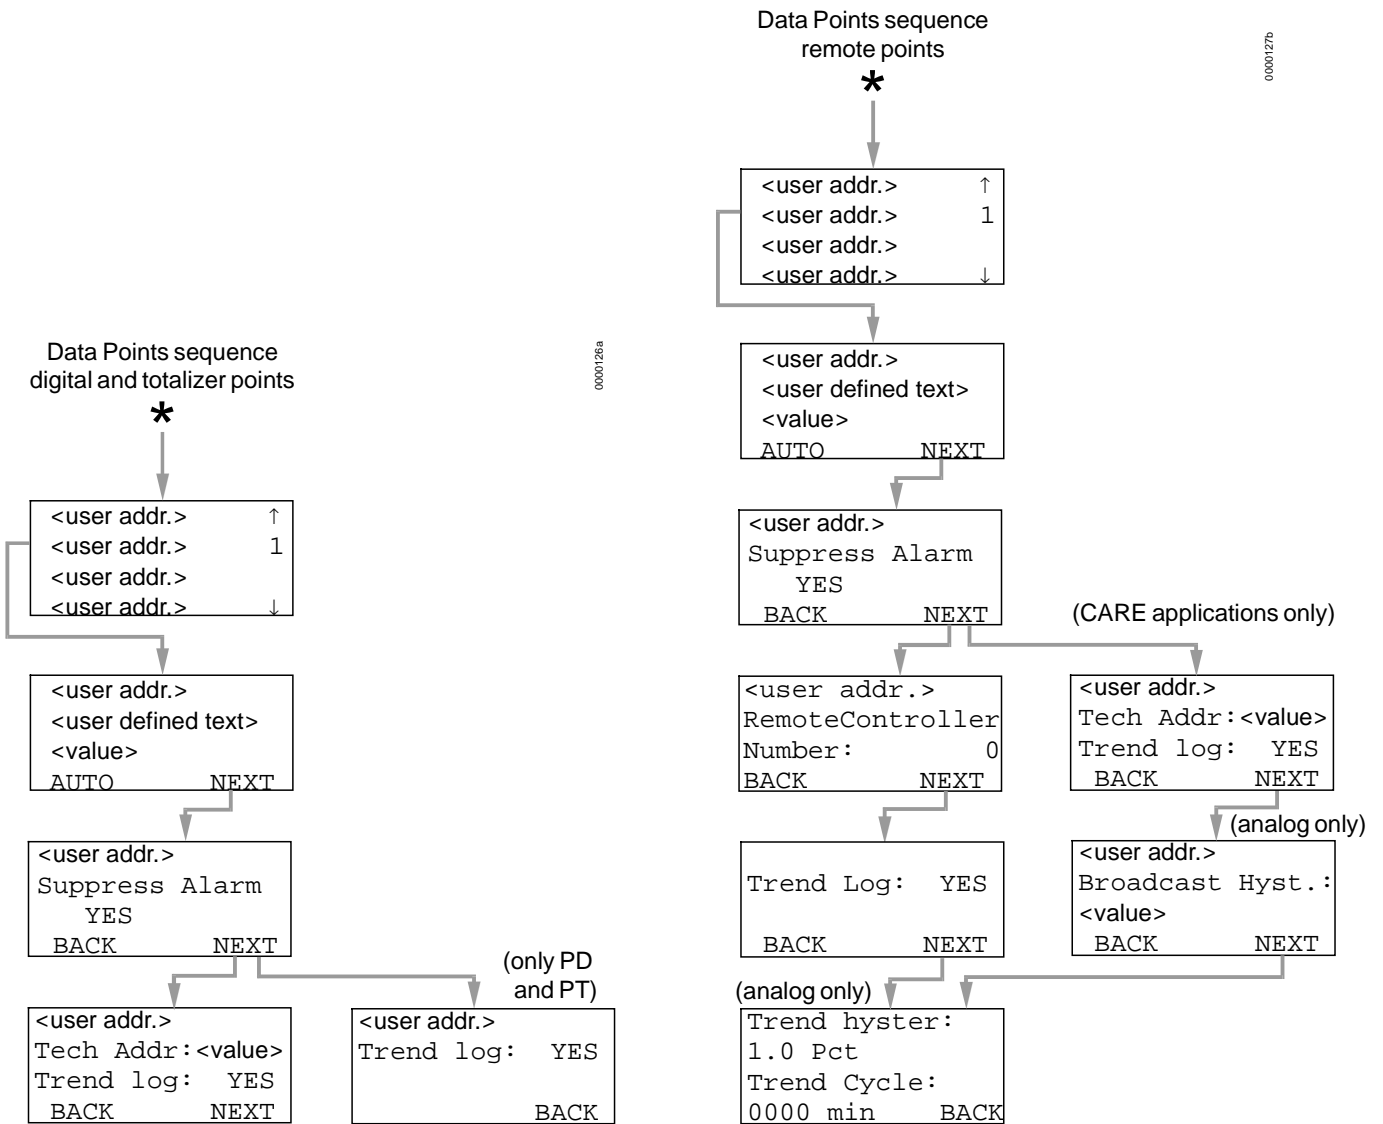 Data Points sequence
digital and totalizer points
*
0000126a
<user addr.> ↑
<user addr.> 1
<user addr.>
<user addr.> ↓
<user addr.>
<user defined text>
<value>
AUTO NEXT
<user addr.>
Suppress Alarm
YES
BACK NEXT
(only PD
and PT)
<user addr.>
Tech Addr:<value>
Trend log: YES
BACK NEXT
<user addr.>
Trend log: YES
BACK
Data Points sequence
remote points
*
0000127b
<user addr.> ↑
<user addr.> 1
<user addr.>
<user addr.> ↓
<user addr.>
<user defined text>
<value>
AUTO NEXT
<user addr.>
Suppress Alarm
YES
BACK NEXT
(CARE applications only)
<user addr.>
RemoteController
Number: 0
BACK NEXT
<user addr.>
Tech Addr:<value>
Trend log: YES
BACK NEXT
(analog only)
Trend Log: YES
BACK NEXT
<user addr.>
Broadcast Hyst.:
<value>
BACK NEXT
(analog only)
Trend hyster:
1.0 Pct
Trend Cycle:
0000 min BACK